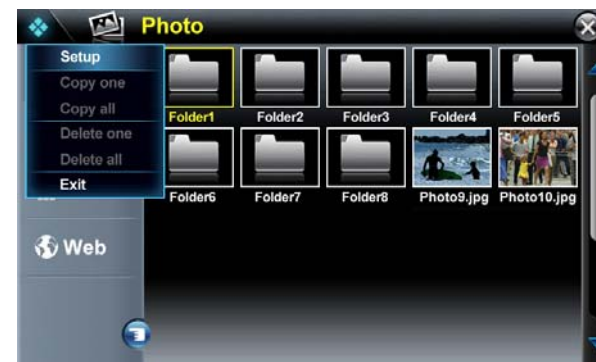 Photo
Setup
Copy one
Copy all
Delete one
Delete all
Exit
Folder1 Folder2 Folder3 Folder4 Folder5
Folder6 Folder7 Folder8 Photo9.jpg Photo10.jpg
Web